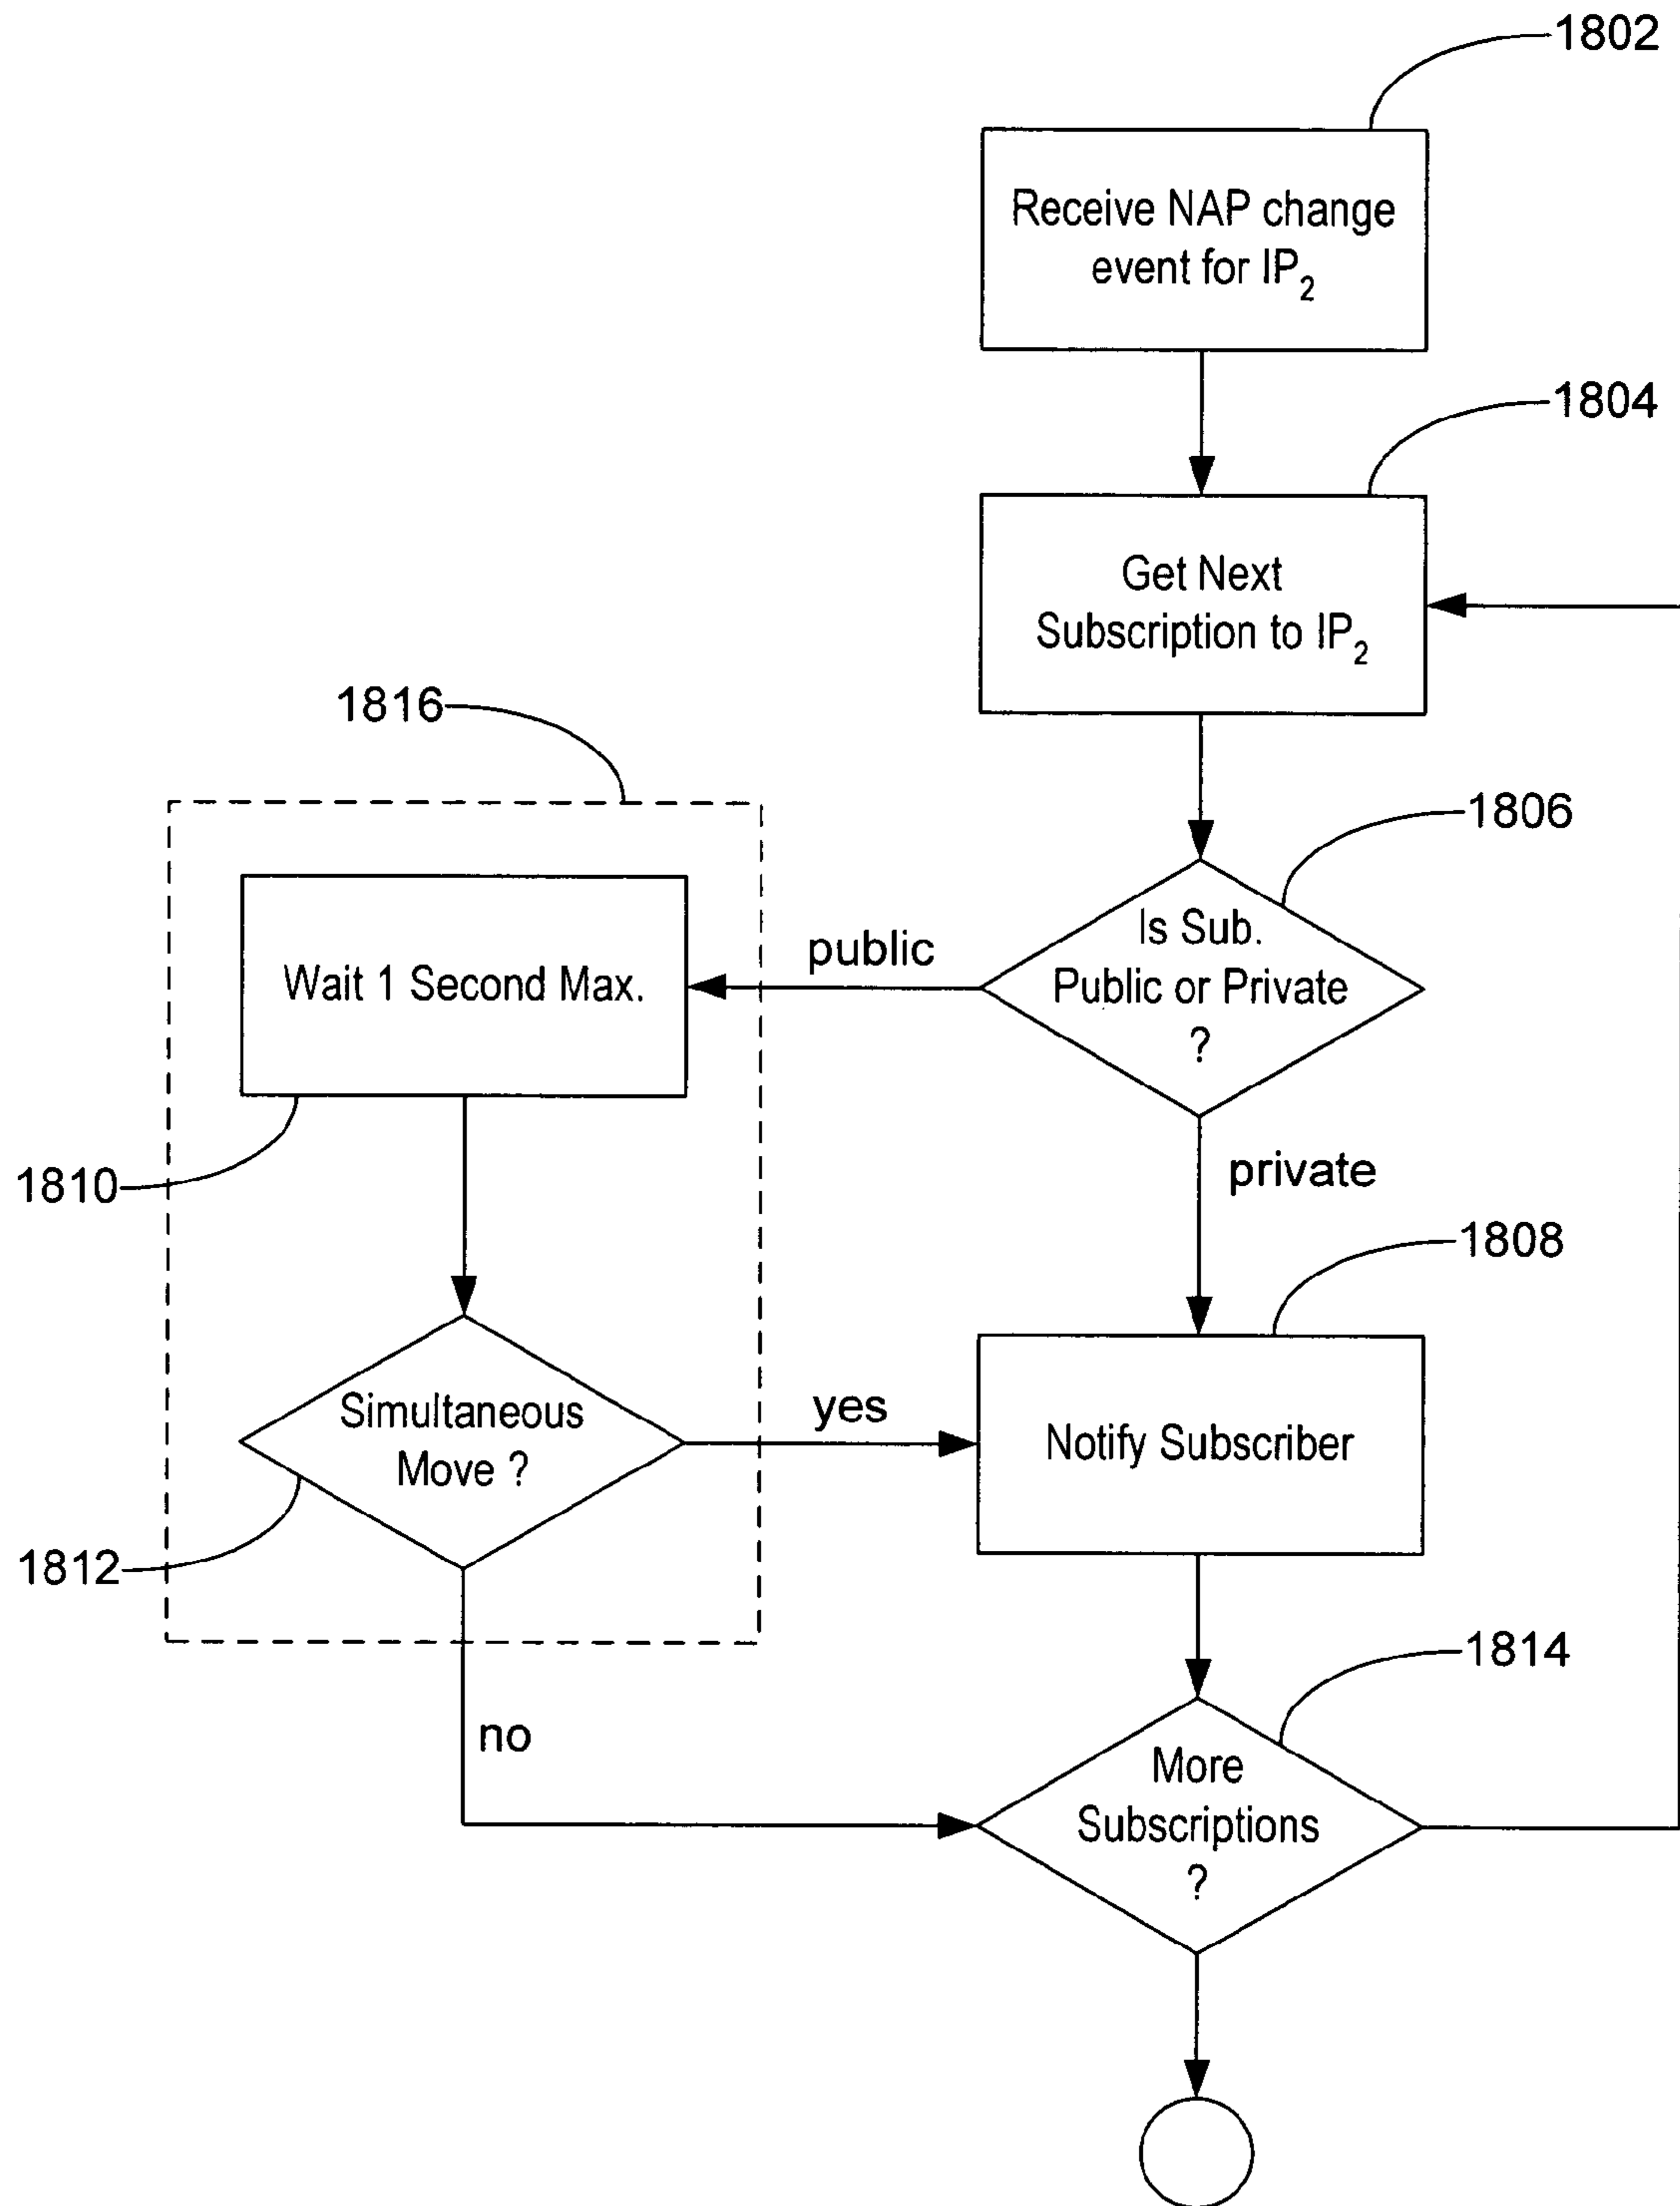 1802
Receive NAP change
event for IP₂
1804
Get Next
Subscription to IP₂
1816
1806
Is Sub.
Public or Private
?
public
Wait 1 Second Max.
1810
private
1808
Simultaneous
Move ?
yes
Notify Subscriber
1812
1814
no
More
Subscriptions
?